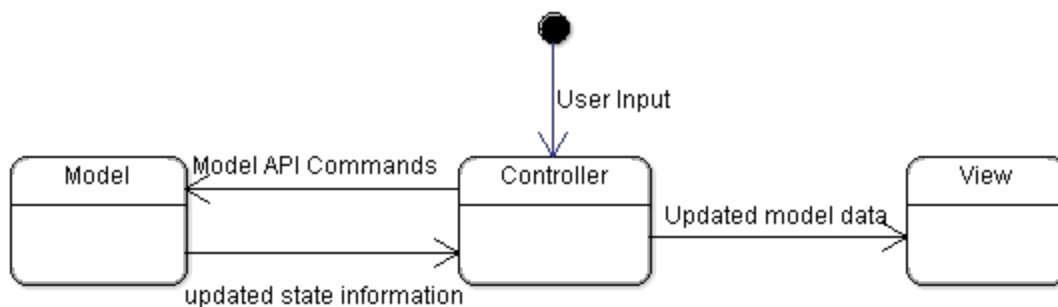 User Input
Model
Model API Commands
Controller
View
Updated model data
updated state information